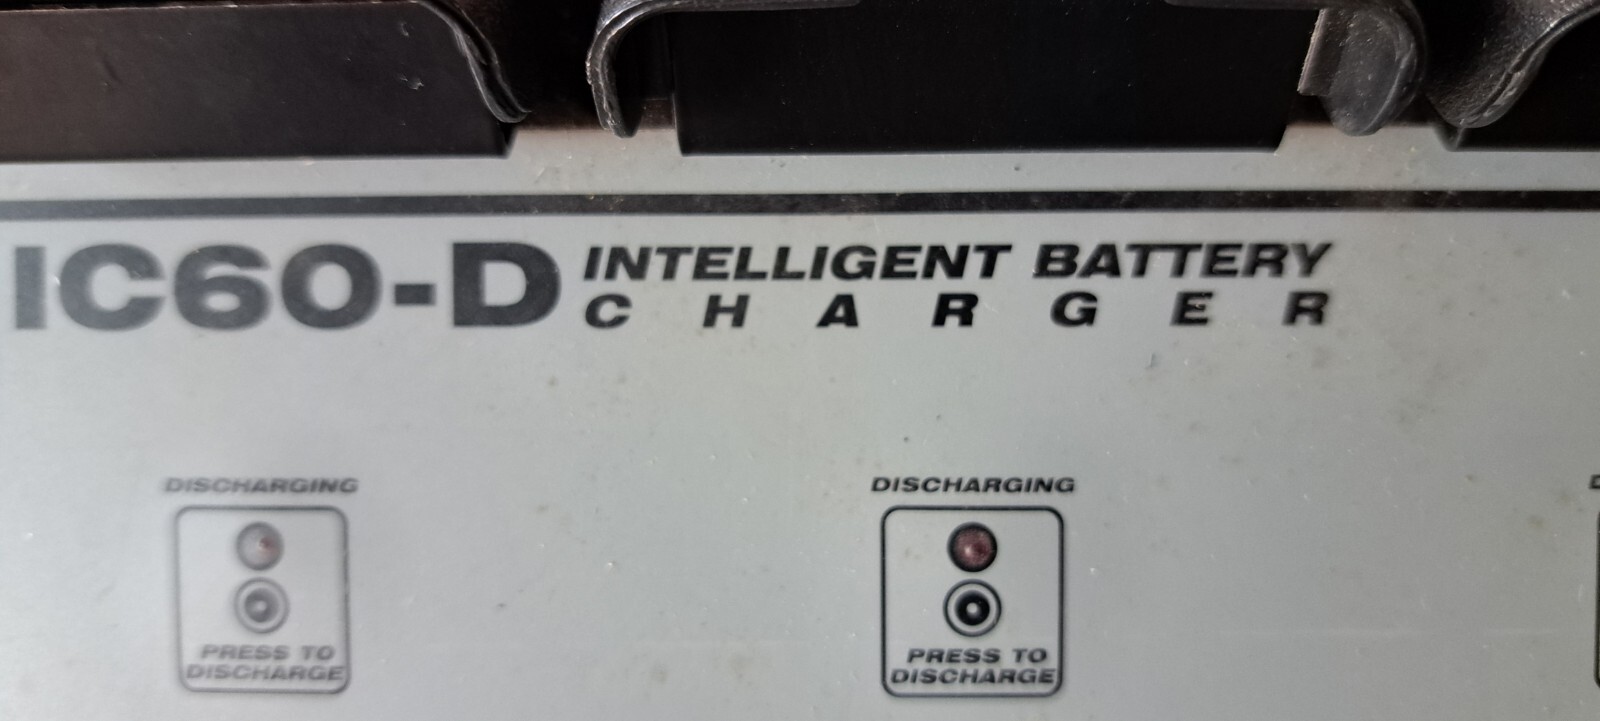 IC60-D INTELLIGENT BATTERY
CHARGER
DISCHARGING
PRESS TO
DISCHARGE
DISCHARGING
PRESS TO
DISCHARGE